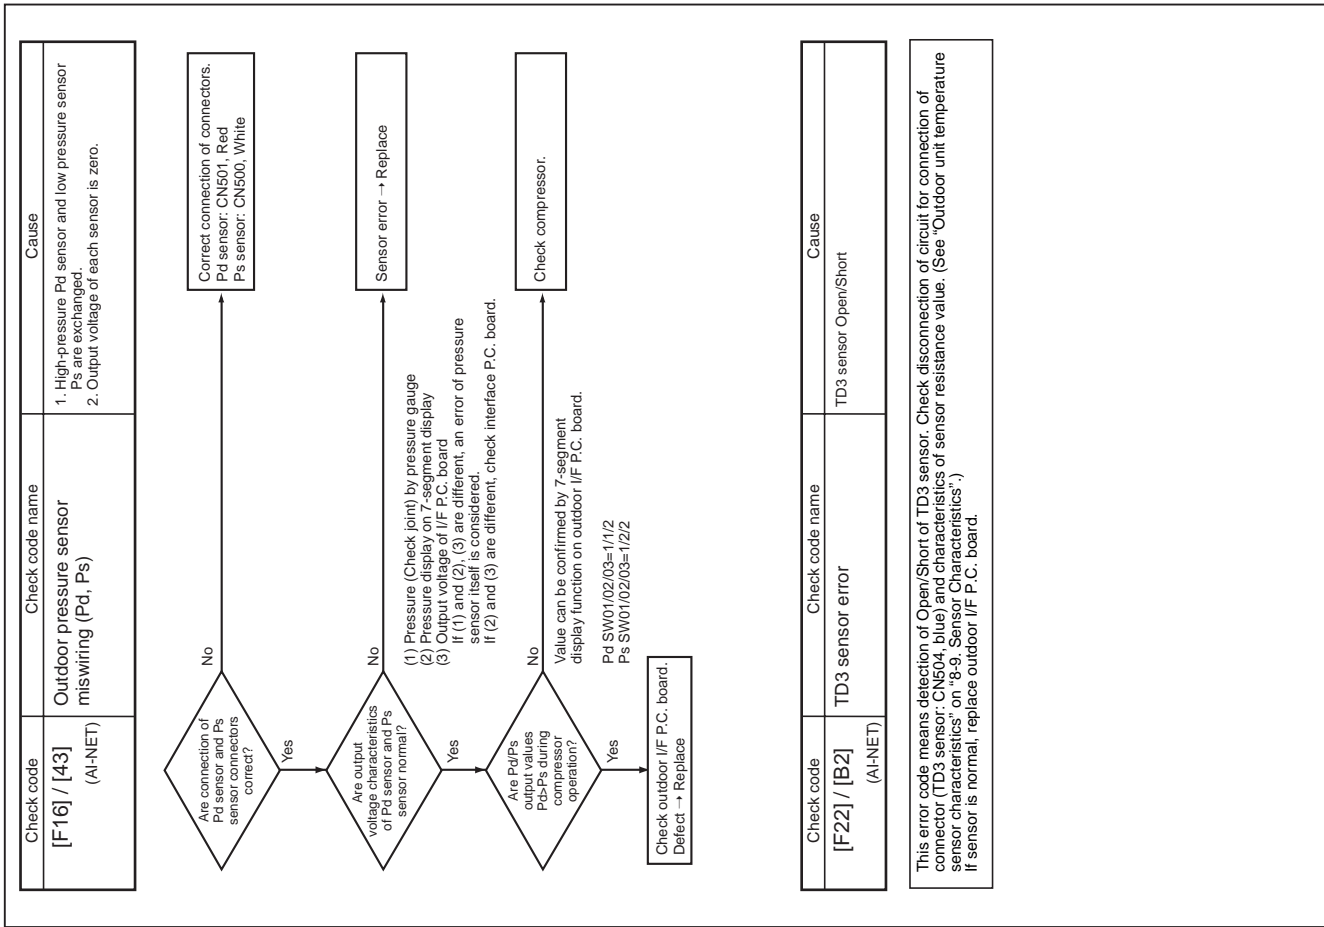 Check code
Check code name
Cause
[F16] / [43]
(AI-NET)
Outdoor pressure sensor
miswiring (Pd, Ps)
1. High-pressure Pd sensor and low pressure sensor
Ps are exchanged.
2. Output voltage of each sensor is zero.
Are connection of
Pd sensor and Ps
sensor connectors
correct?
No
Correct connection of connectors.
Pd sensor: CN501, Red
Ps sensor: CN500, White
Yes
Are output
voltage characteristics
of Pd sensor and Ps
sensor normal?
No
Sensor error → Replace
(1) Pressure (Check joint) by pressure gauge
(2) Pressure display on 7-segment display
(3) Output voltage of I/F P.C. board
If (1) and (2), (3) are different, an error of pressure
sensor itself is considered.
If (2) and (3) are different, check interface P.C. board.
Yes
Are Pd/Ps
output values
Pd>Ps during
compressor
operation?
No
Check compressor.
Value can be confirmed by 7-segment
display function on outdoor I/F P.C. board.
Pd SW01/02/03=1/1/2
Ps SW01/02/03=1/2/2
Yes
Check outdoor I/F P.C. board.
Defect → Replace
Check code
Check code name
Cause
[F22] / [B2]
(AI-NET)
TD3 sensor error
TD3 sensor Open/Short
This error code means detection of Open/Short of TD3 sensor. Check disconnection of circuit for connection of
connector (TD3 sensor: CN504, blue) and characteristics of sensor resistance value. (See "Outdoor unit temperature
sensor characteristics" on "8-9. Sensor Characteristics".)
If sensor is normal, replace outdoor I/F P.C. board.